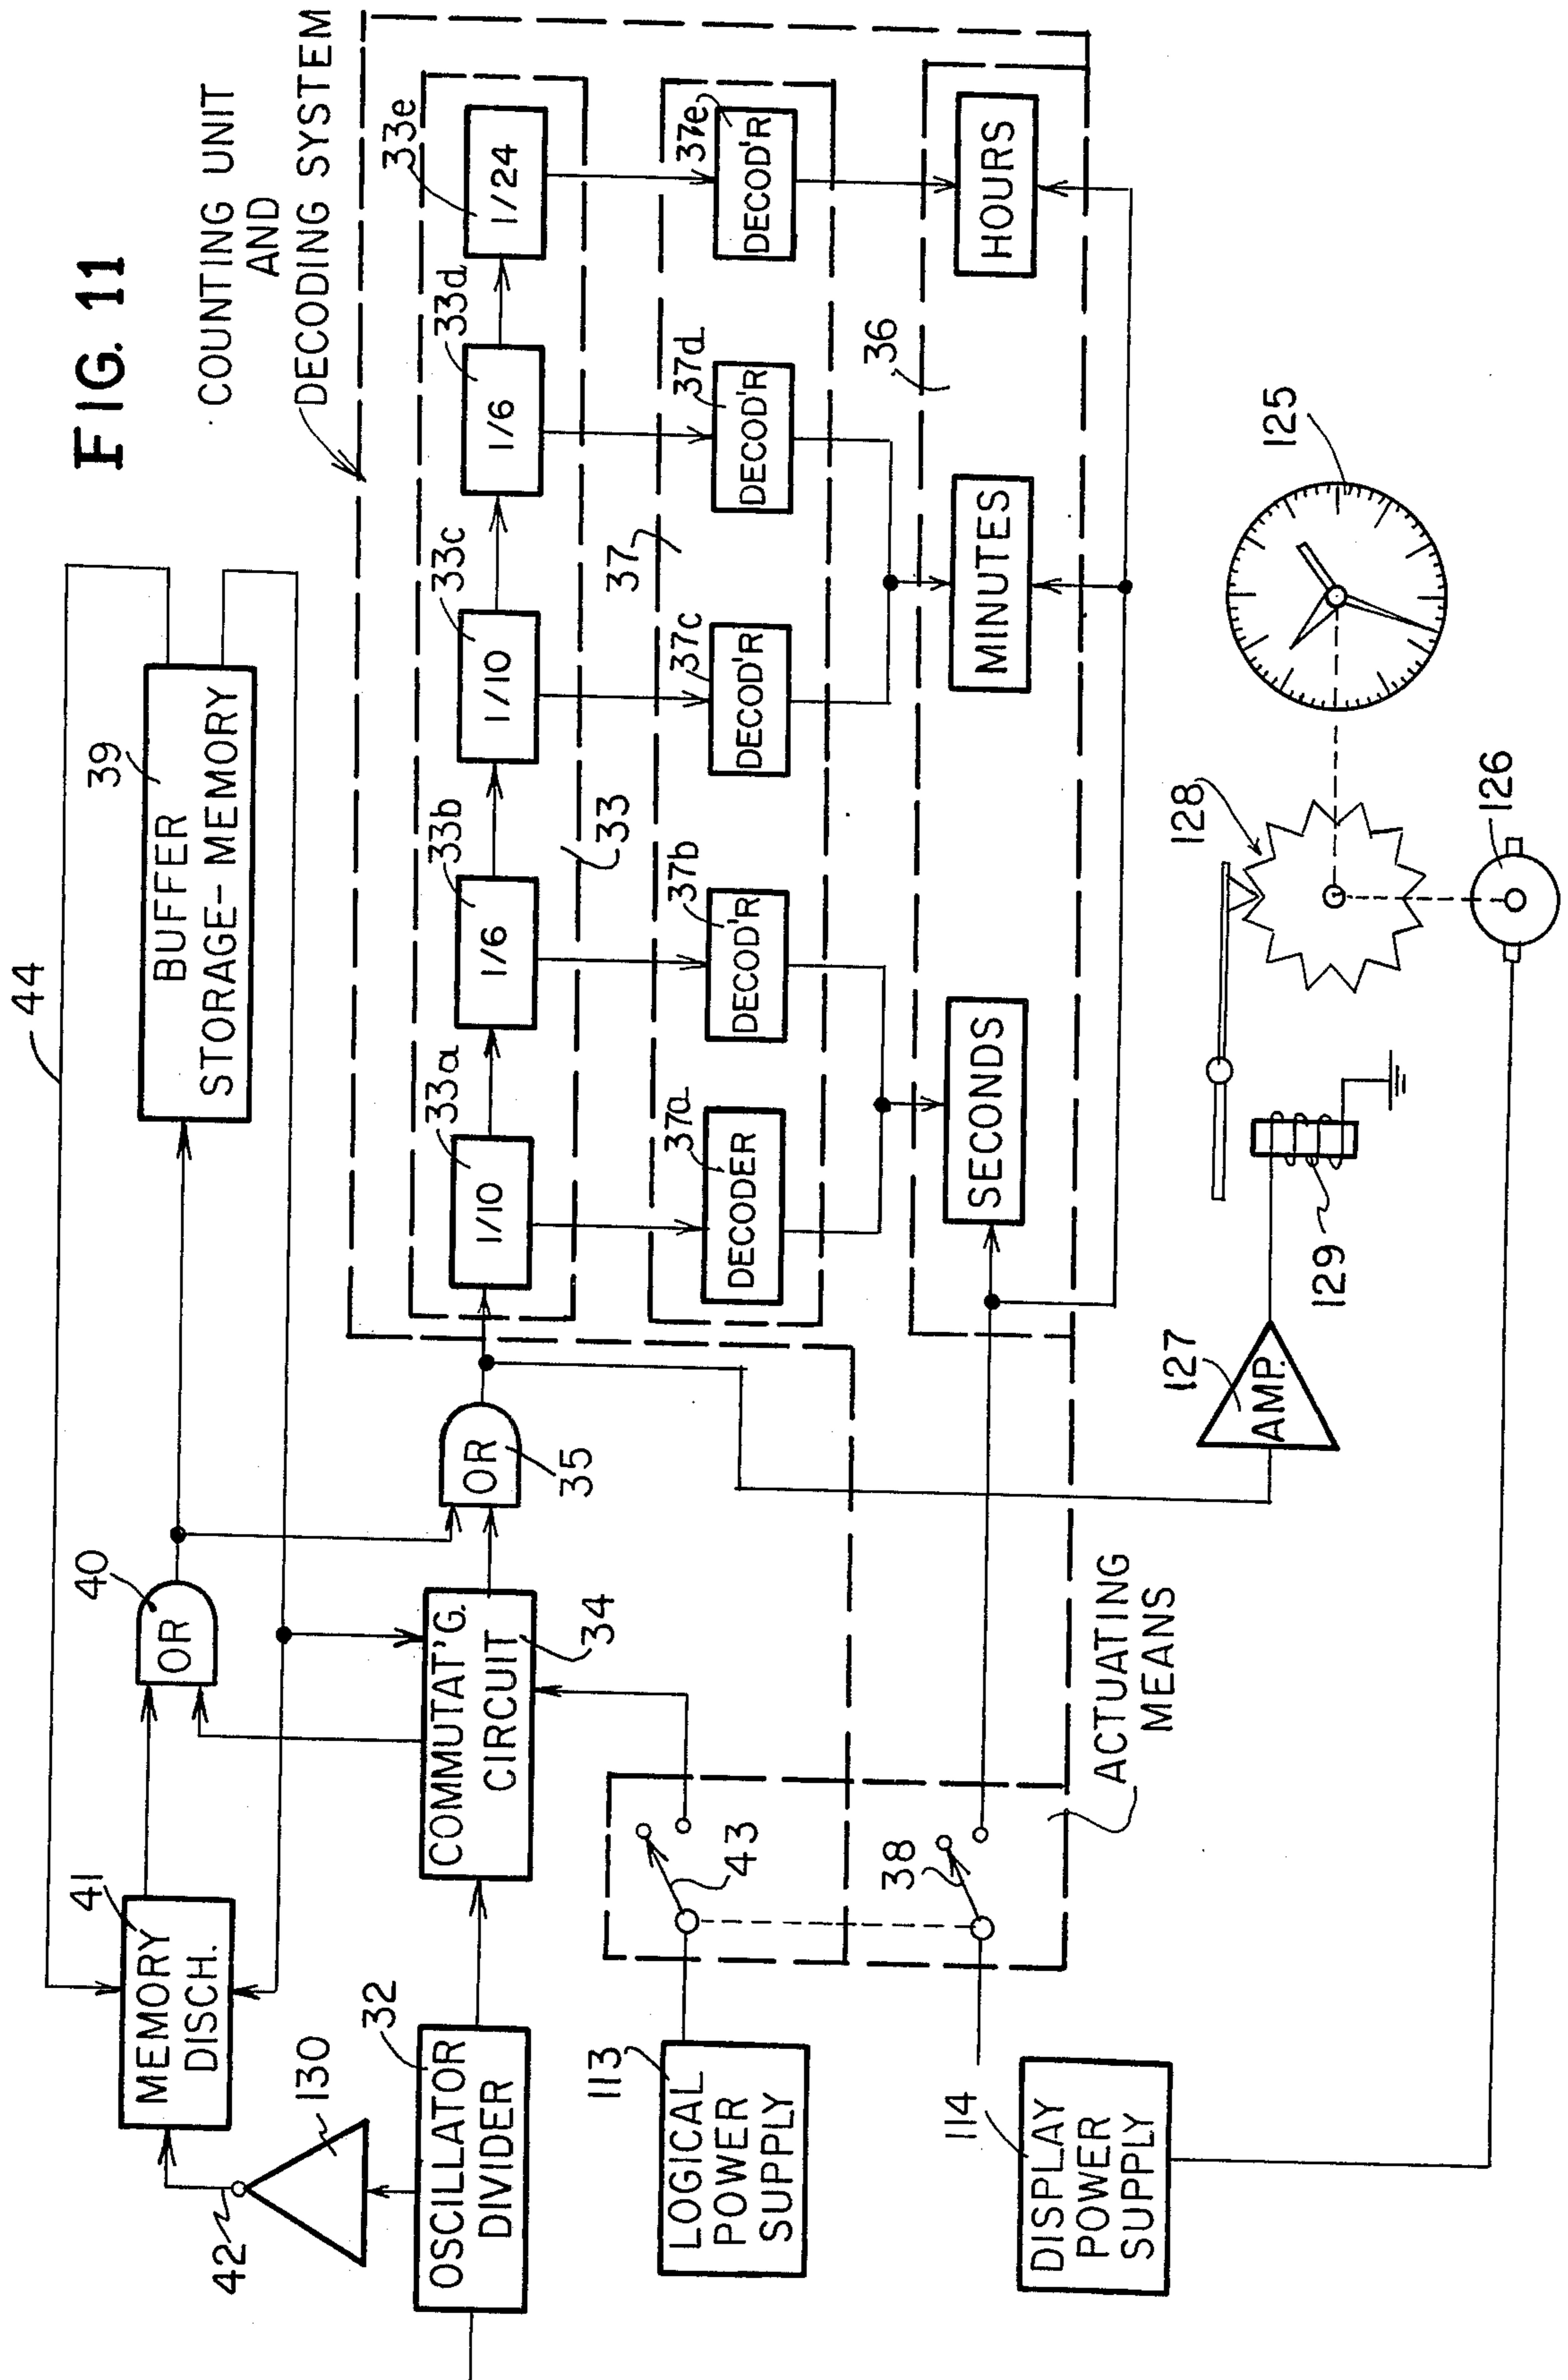 FIG. 11
COUNTING UNIT
AND
DECODING SYSTEM
44
39
BUFFER
STORAGE-MEMORY
40
OR
41
MEMORY
DISCH.
42
130
32
OSCILLATOR
DIVIDER
COMMUTAT'G.
CIRCUIT
34
OR
35
33a
1/10
33b
1/6
33c
1/10
33d
1/6
33e
1/24
33
37
37a
DECODER
37b
DECOD'R
37c
DECOD'R
37d
DECOD'R
37e
DECOD'R
36
SECONDS
MINUTES
HOURS
43
38
113
LOGICAL
POWER
SUPPLY
114
DISPLAY
POWER
SUPPLY
ACTUATING
MEANS
127
AMP.
129
128
126
125